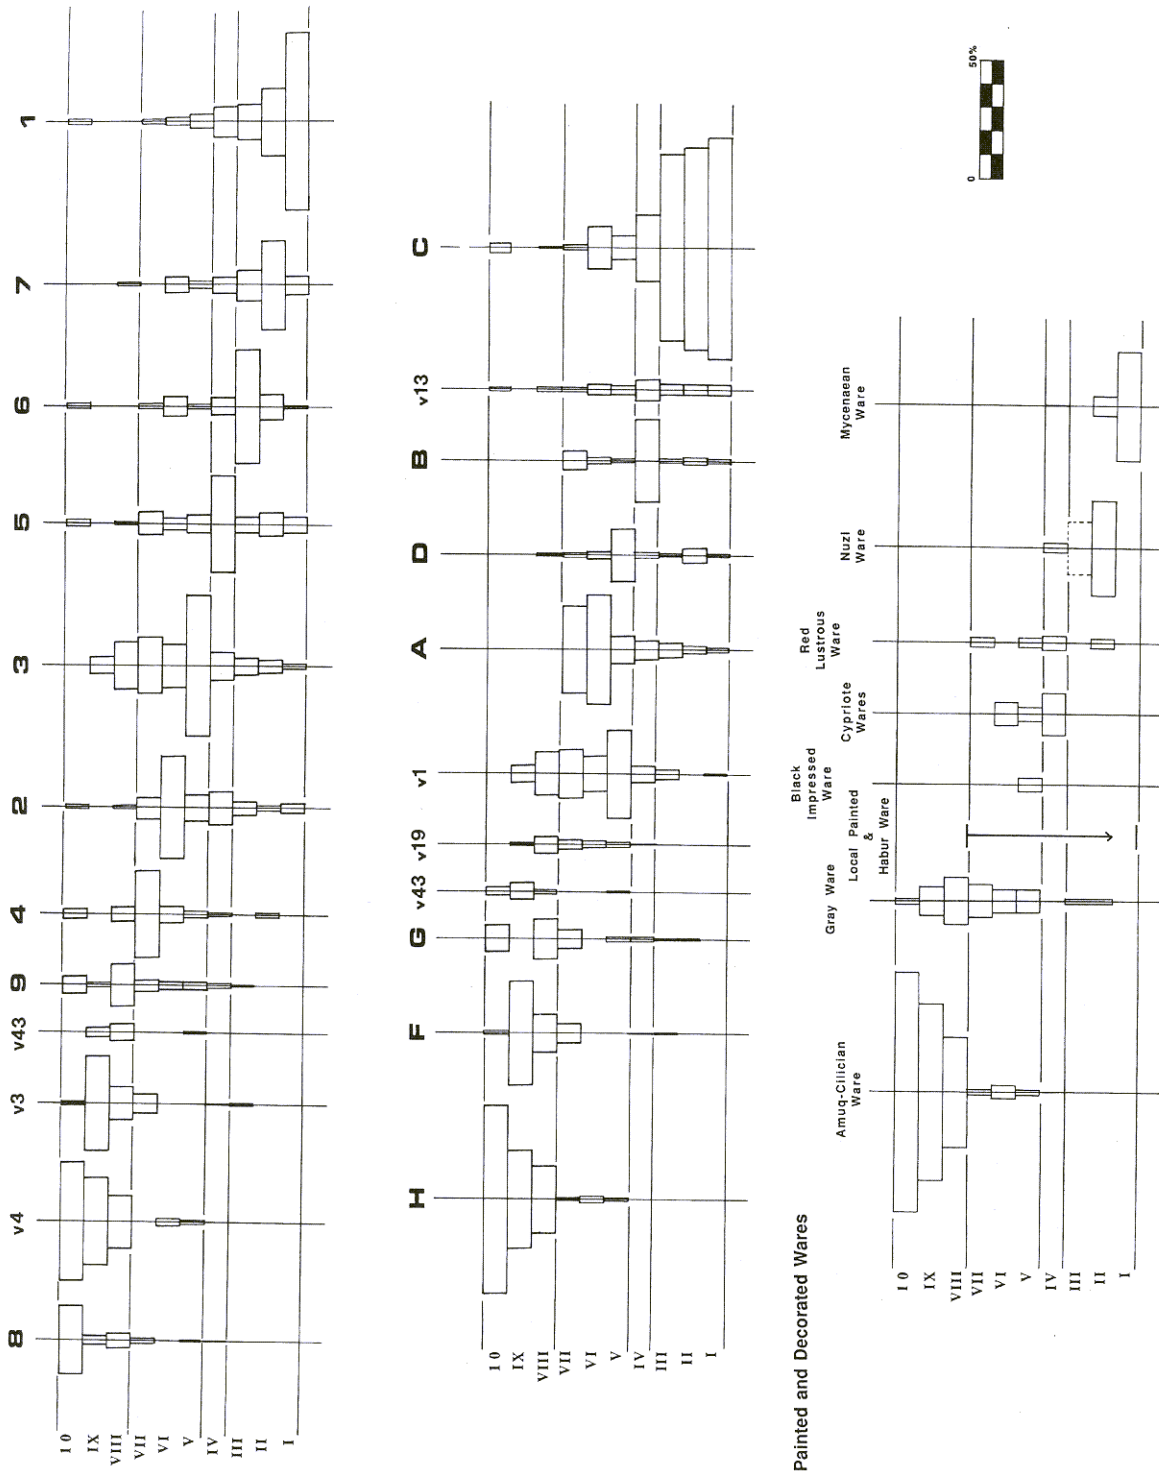 8
v4
v3
v43
9
4
2
3
5
6
7
1
10
IX
VIII
VII
VI
V
IV
III
II
I
H
F
G
v43
v19
v1
A
D
B
v13
C
10
IX
VIII
VII
VI
V
IV
III
II
I
Painted and Decorated Wares
Amuq-Cilician
Ware
Gray Ware
Local Painted
&
Habur Ware
Black
Impressed
Ware
Cypriote
Wares
Red
Lustrous
Ware
Nuzi
Ware
Mycenaean
Ware
10
IX
VIII
VII
VI
V
IV
III
II
I
0
50%